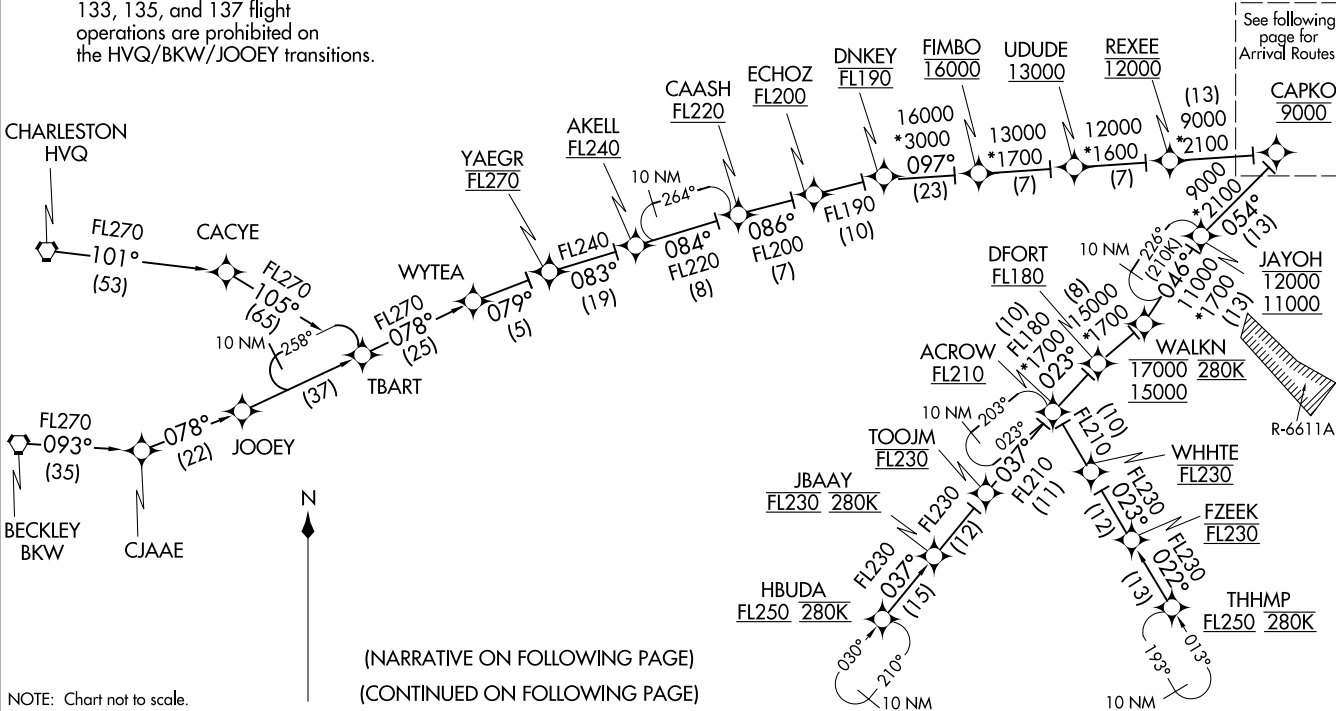 133, 135, and 137 flight
operations are prohibited on
the HVQ/BKW/JOOEY transitions.
See following
page for
Arrival Routes
CAPKO
9000
REXEE
12000
UDUDE
13000
FIMBO
16000
DNKEY
FL190
ECHOZ
FL200
CAASH
FL220
AKELL
FL240
YAEGR
FL270
CHARLESTON
HVQ
FL270
101°
(53)
CACYE
FL270
105°
(65)
10 NM
258°
TBART
WYTEA
FL270
078°
(25)
079°
(5)
FL240
083°
(19)
10 NM
264°
084°
FL220
(8)
086°
FL200
(7)
FL190
(10)
16000
*3000
097°
(23)
13000
*1700
(7)
12000
*1600
(7)
(13)
9000
*2100
9000
*2100
054°
(13)
FL270
093°
(35)
BECKLEY
BKW
CJAAE
078°
(22)
JOOEY
(37)
N
10 NM
226°
(210K)
046°
11000
*1700
(13)
JAYOH
12000
11000
DFORT
FL180
(8)
15000
*1700
WALKN
17000 280K
15000
R-6611A
(10)
FL180
*1700
023°
ACROW
FL210
10 NM
203°
023°
TOOJM
FL230
037°
FL210
(11)
JBAAY
FL230 280K
FL230
(12)
HBUDA
FL250 280K
FL230
037°
(15)
030°
210°
10 NM
(10)
FL210
WHHTE
FL230
FL230
023°
(12)
FZEEK
FL230
FL230
022°
(13)
THHMP
FL250 280K
193°
013°
10 NM
(NARRATIVE ON FOLLOWING PAGE)
(CONTINUED ON FOLLOWING PAGE)
NOTE: Chart not to scale.